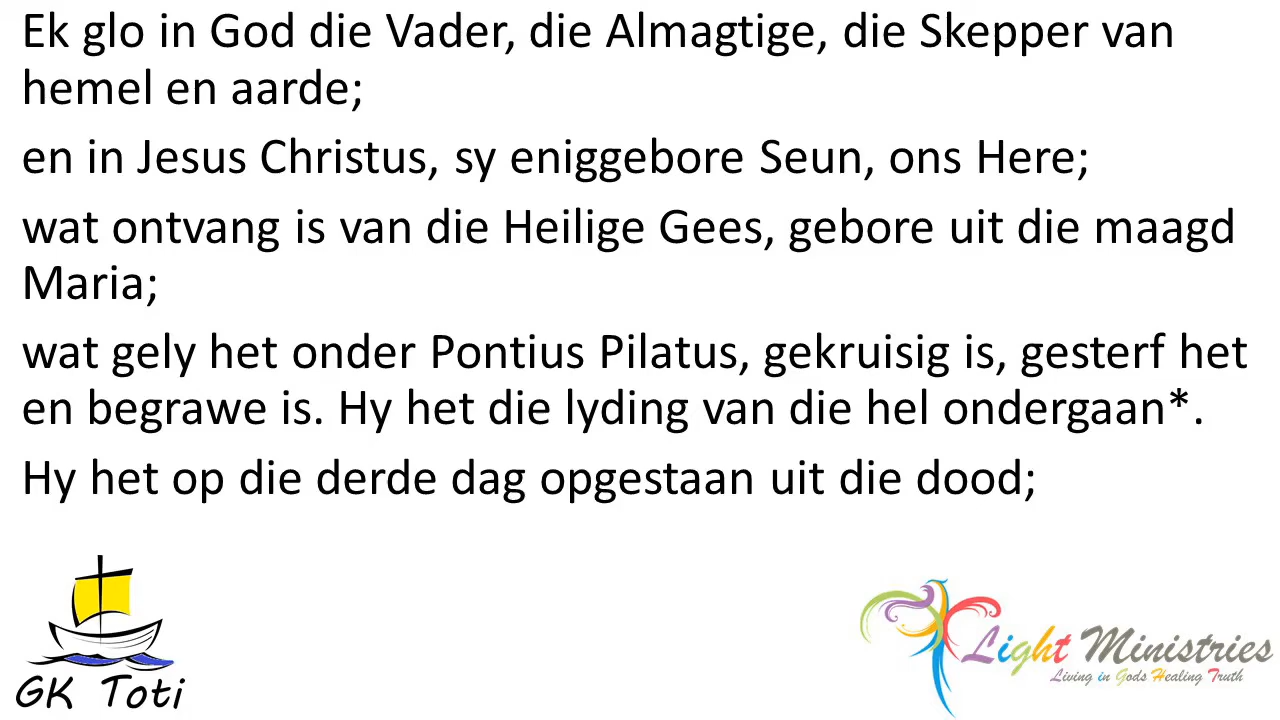 Ek glo in God die Vader, die Almagtige, die Skepper van
hemel en aarde;
en in Jesus Christus, sy eniggebore Seun, ons Here;
wat ontvang is van die Heilige Gees, gebore uit die maagd
Maria;
wat gely het onder Pontius Pilatus, gekruisig is, gesterf het
en begrawe is. Hy het die lyding van die hel ondergaan*.
Hy het op die derde dag opgestaan uit die dood;
GK Toti
Light Ministries
Living in Gods Healing Truth